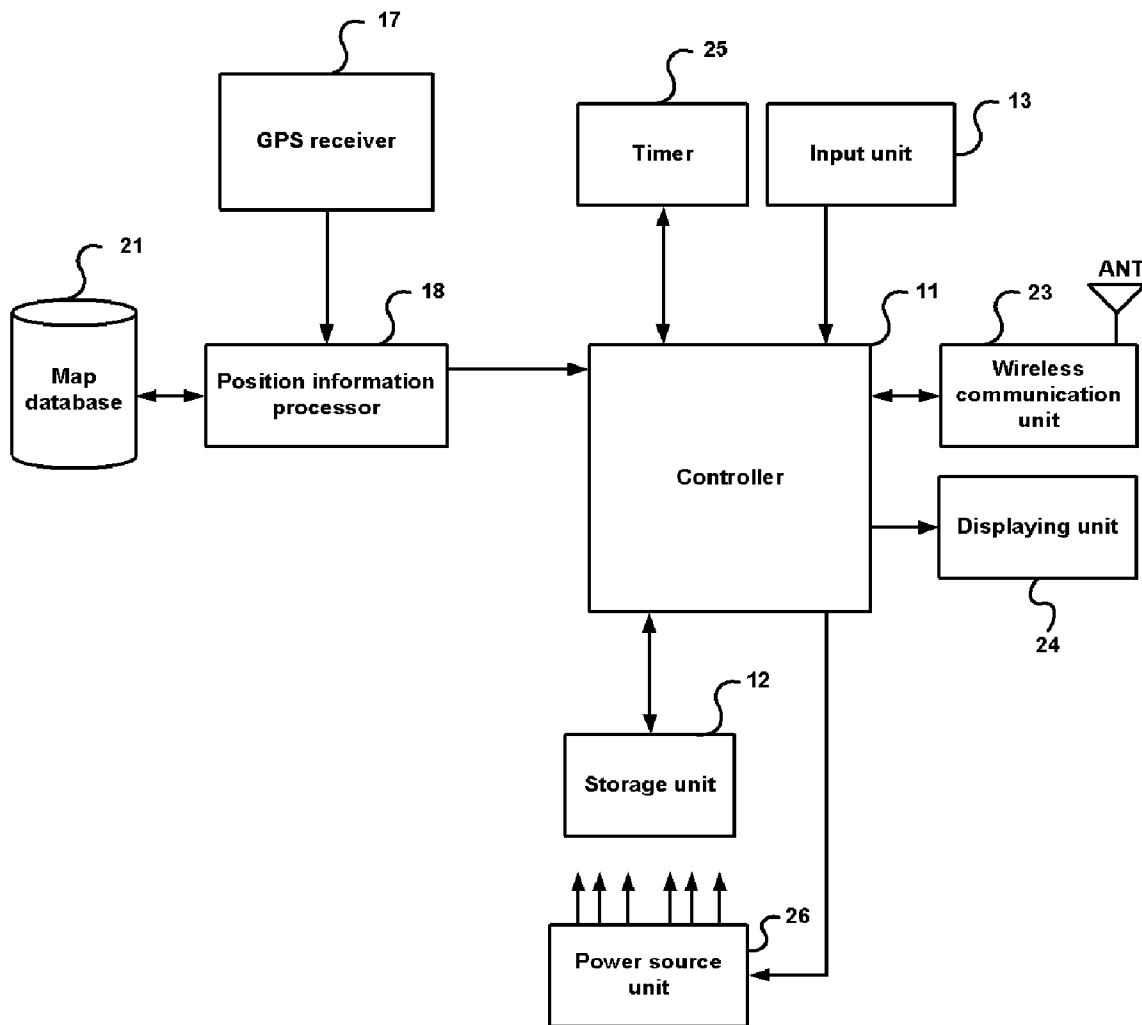 17
25
13
GPS receiver
Timer
Input unit
21
18
11
23
ANT
Map
database
Position information
processor
Wireless
communication
unit
Controller
Displaying unit
24
12
Storage unit
26
Power source
unit